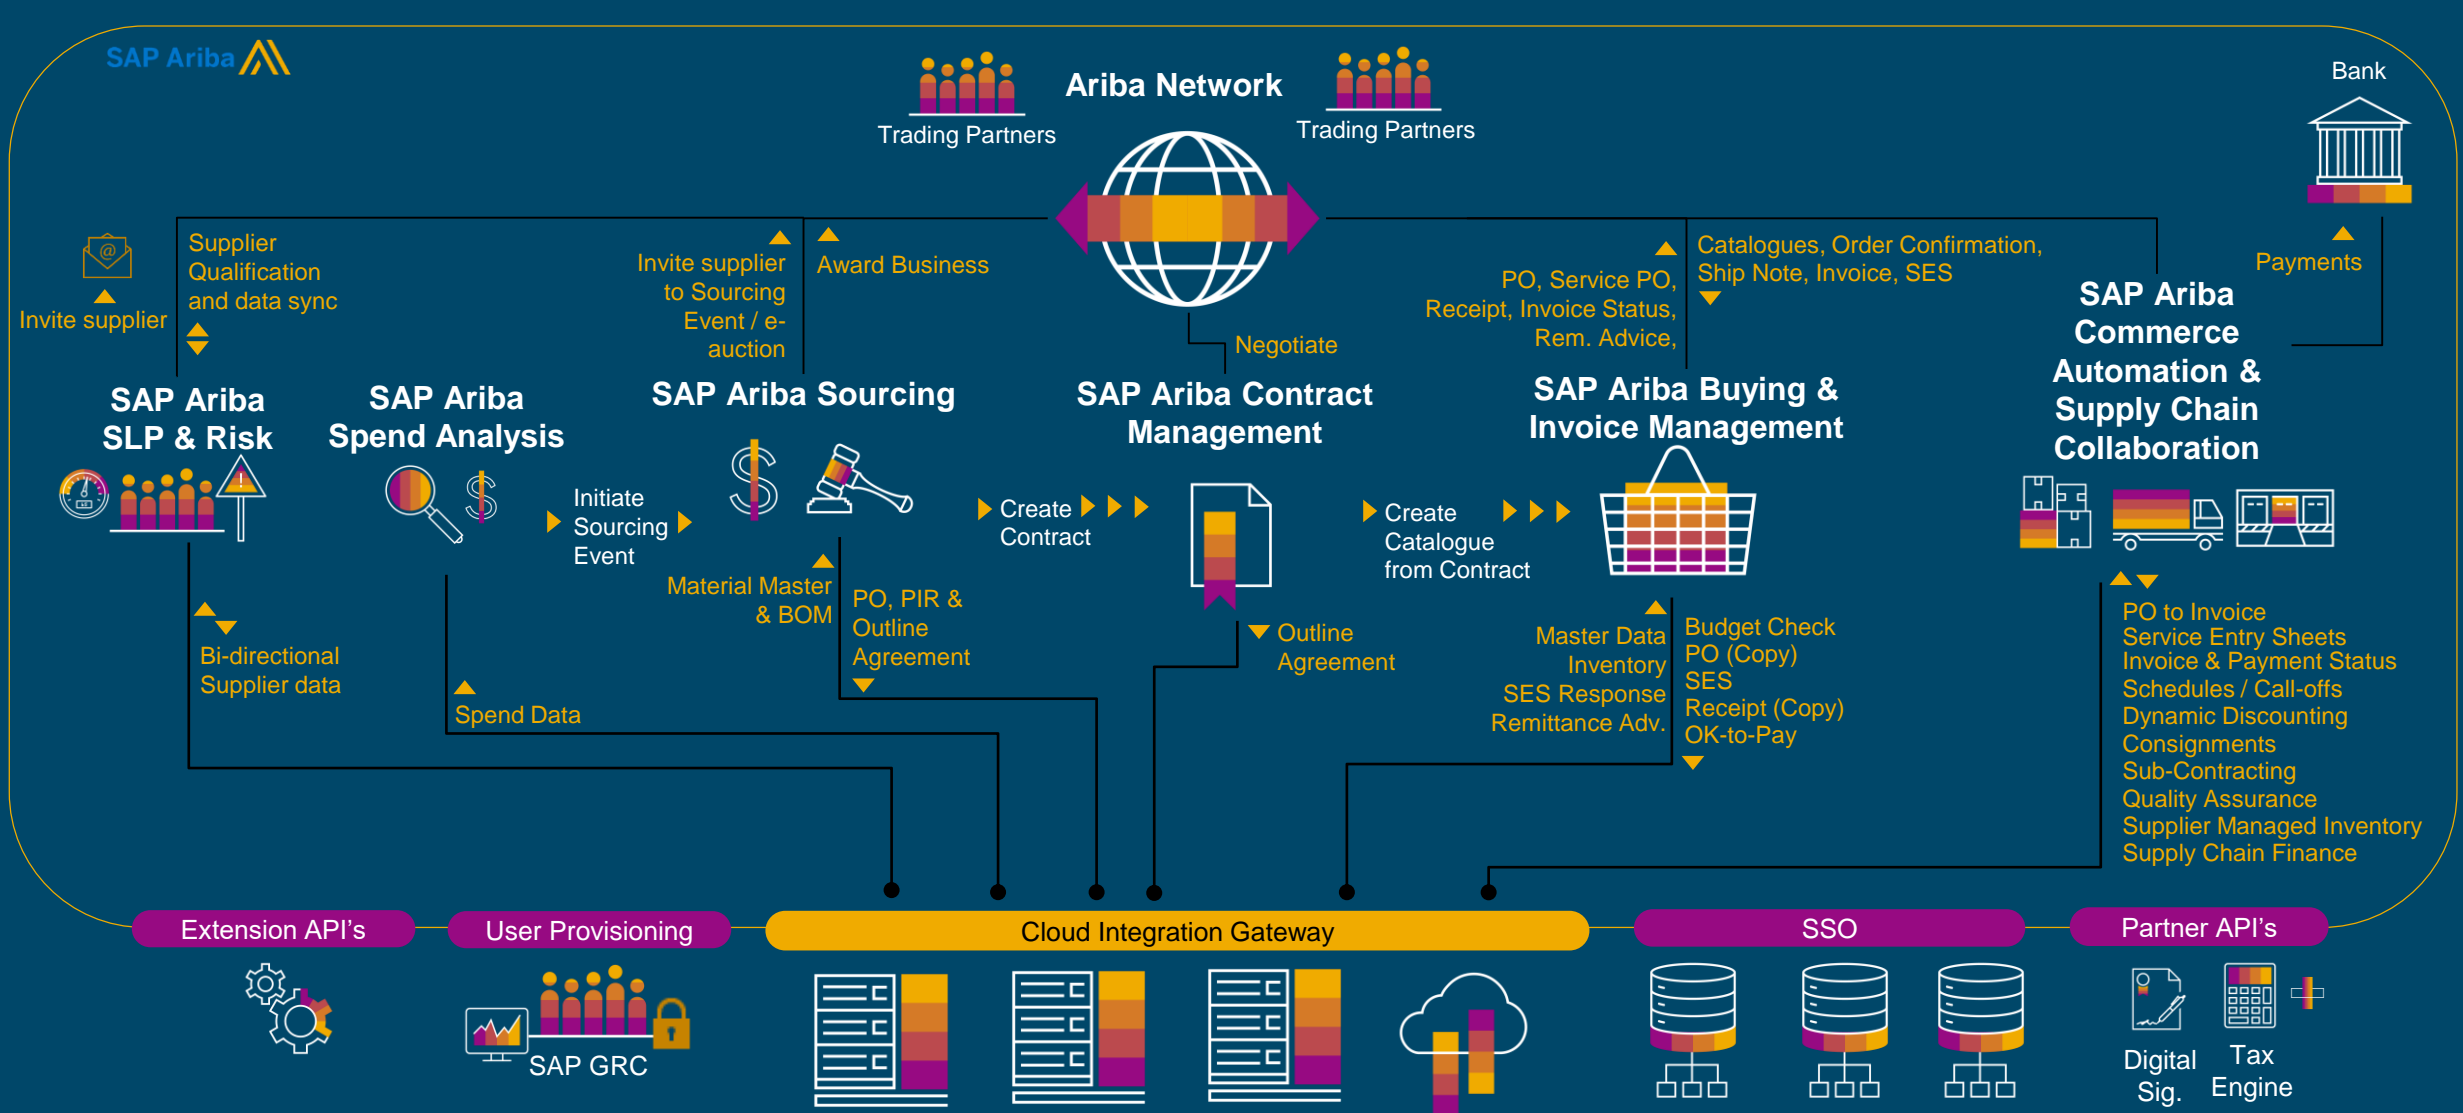 SAP Ariba
Ariba Network
Trading Partners
Trading Partners
Bank
@
Invite supplier
Supplier
Qualification
and data sync
Invite supplier
to Sourcing
Event / e-
auction
Award Business
Negotiate
PO, Service PO,
Receipt, Invoice Status,
Rem. Advice,
Catalogues, Order Confirmation,
Ship Note, Invoice, SES
Payments
SAP Ariba
SLP & Risk
SAP Ariba
Spend Analysis
SAP Ariba Sourcing
SAP Ariba Contract
Management
SAP Ariba Buying &
Invoice Management
SAP Ariba
Commerce
Automation &
Supply Chain
Collaboration
Initiate
Sourcing
Event
Create
Contract
Create
Catalogue
from Contract
Bi-directional
Supplier data
Spend Data
Material Master
& BOM
PO, PIR &
Outline
Agreement
Outline
Agreement
Master Data
Inventory
SES Response
Remittance Adv.
Budget Check
PO (Copy)
SES
Receipt (Copy)
OK-to-Pay
PO to Invoice
Service Entry Sheets
Invoice & Payment Status
Schedules / Call-offs
Dynamic Discounting
Consignments
Sub-Contracting
Quality Assurance
Supplier Managed Inventory
Supply Chain Finance
Extension API's
User Provisioning
Cloud Integration Gateway
SSO
Partner API's
SAP GRC
Digital
Sig.
Tax
Engine